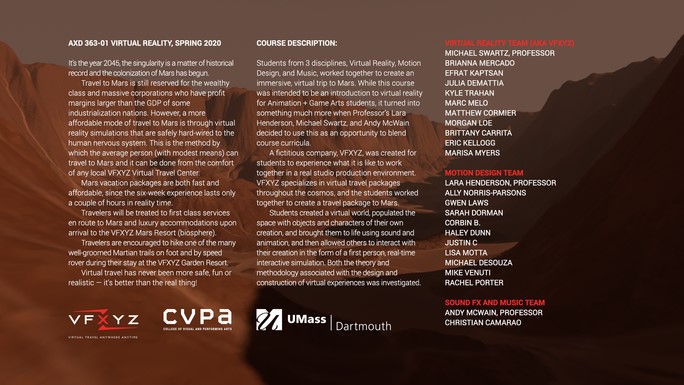 AXD 363-01 VIRTUAL REALITY, SPRING 2020
It's the year 2045, the singularity is a matter of historical
record and the colonization of Mars has begun.
Travel to Mars is still reserved for the wealthy
class and massive corporations who have profit
margins larger than the GDP of some
industrialization nations. However, a more
affordable mode of travel to Mars is through virtual
reality simulations that are safely hard-wired to the
human nervous system. This is the method by
which the average person (with modest means) can
travel to Mars and it can be done from the comfort
of any local VFXYZ Virtual Travel Center.
Mars vacation packages are both fast and
affordable, since the six-week experience lasts only
a couple of hours in reality time.
Travelers will be treated to first class services
en route to Mars and luxury accommodations upon
arrival to the VFXYZ Mars Resort (biosphere).
Travelers are encouraged to hike one of the many
well-groomed Martian trails on foot and by speed
rover during their stay at the VFXYZ Garden Resort.
Virtual travel has never been more safe, fun or
realistic — it's better than the real thing!
VFXYZ
VIRTUAL TRAVEL ANYWHERE ANYTIME
CVPA
COLLEGE OF VISUAL AND PERFORMING ARTS
COURSE DESCRIPTION:
Students from 3 disciplines, Virtual Reality, Motion
Design, and Music, worked together to create an
immersive, virtual trip to Mars. While this course
was intended to be an introduction to virtual reality
for Animation + Game Arts students, it turned into
something much more when Professor's Lara
Henderson, Michael Swartz, and Andy McWain
decided to use this as an opportunity to blend
course curricula.
A fictitious company, VFXYZ, was created for
students to experience what it is like to work
together in a real studio production environment.
VFXYZ specializes in virtual travel packages
throughout the cosmos, and the students worked
together to create a travel package to Mars.
Students created a virtual world, populated the
space with objects and characters of their own
creation, and brought them to life using sound and
animation, and then allowed others to interact with
their creation in the form of a first person, real-time
interactive simulation. Both the theory and
methodology associated with the design and
construction of virtual experiences was investigated.
UMass | Dartmouth
VIRTUAL REALITY TEAM (AKA VFXYZ)
MICHAEL SWARTZ, PROFESSOR
BRIANNA MERCADO
EFRAT KAPTSAN
JULIA DEMATTIA
KYLE TRAHAN
MARC MELO
MATTHEW CORMIER
MORGAN LOE
BRITTANY CARRITA
ERIC KELLOGG
MARISA MYERS
MOTION DESIGN TEAM
LARA HENDERSON, PROFESSOR
ALLY NORRIS-PARSONS
GWEN LAWS
SARAH DORMAN
CORBIN B.
HALEY DUNN
JUSTIN C
LISA MOTTA
MICHAEL DESOUZA
MIKE VENUTI
RACHEL PORTER
SOUND FX AND MUSIC TEAM
ANDY MCWAIN, PROFESSOR
CHRISTIAN CAMARAO